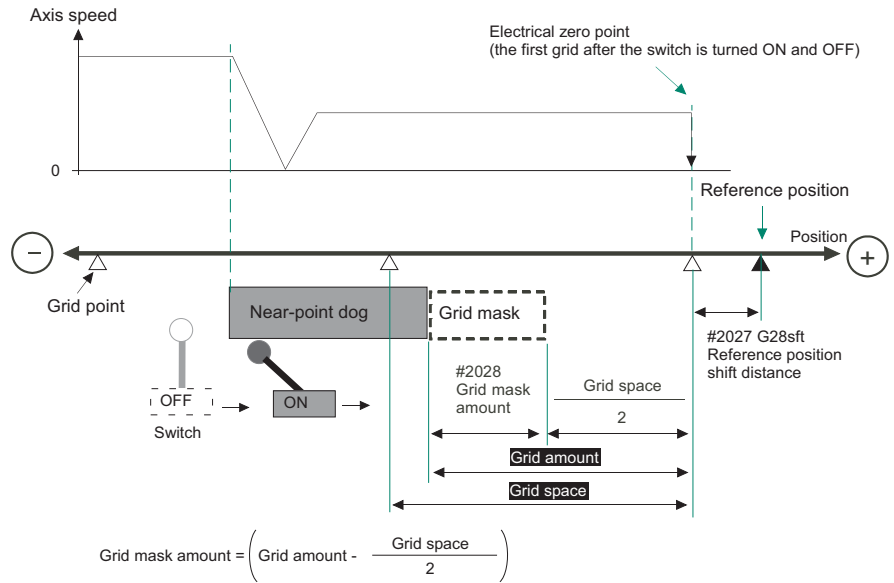 Axis speed
Electrical zero point
(the first grid after the switch is turned ON and OFF)
0
Reference position
Position
−
+
Grid point
Near-point dog
Grid mask
#2027 G28sft
Reference position
shift distance
#2028
Grid mask
amount
Grid space
2
OFF
ON
Switch
Grid amount
Grid space
Grid mask amount = ( Grid amount - Grid space / 2 )